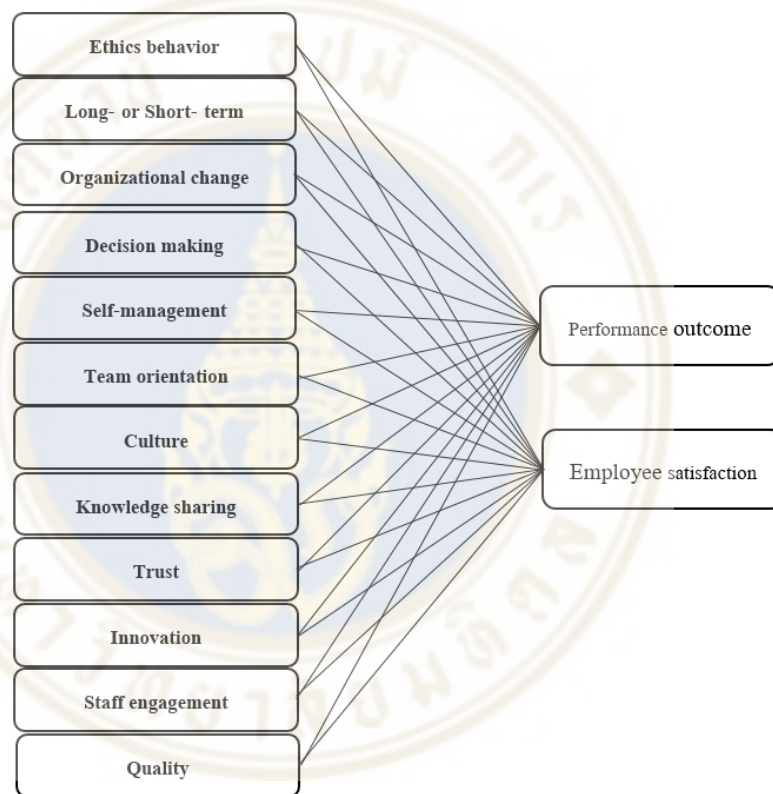 Ethics behavior
Long- or Short- term
Organizational change
Decision making
Self-management
Team orientation
Culture
Knowledge sharing
Trust
Innovation
Staff engagement
Quality
Performance outcome
Employee satisfaction